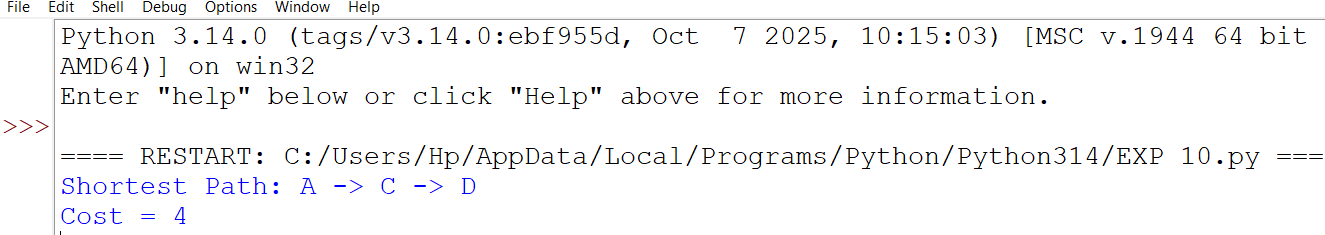 File Edit Shell Debug Options Window Help
Python 3.14.0 (tags/v3.14.0:ebf955d, Oct  7 2025, 10:15:03) [MSC v.1944 64 bit
AMD64)] on win32
Enter "help" below or click "Help" above for more information.
>>>
==== RESTART: C:/Users/Hp/AppData/Local/Programs/Python/Python314/EXP 10.py ===
Shortest Path: A -> C -> D
Cost = 4